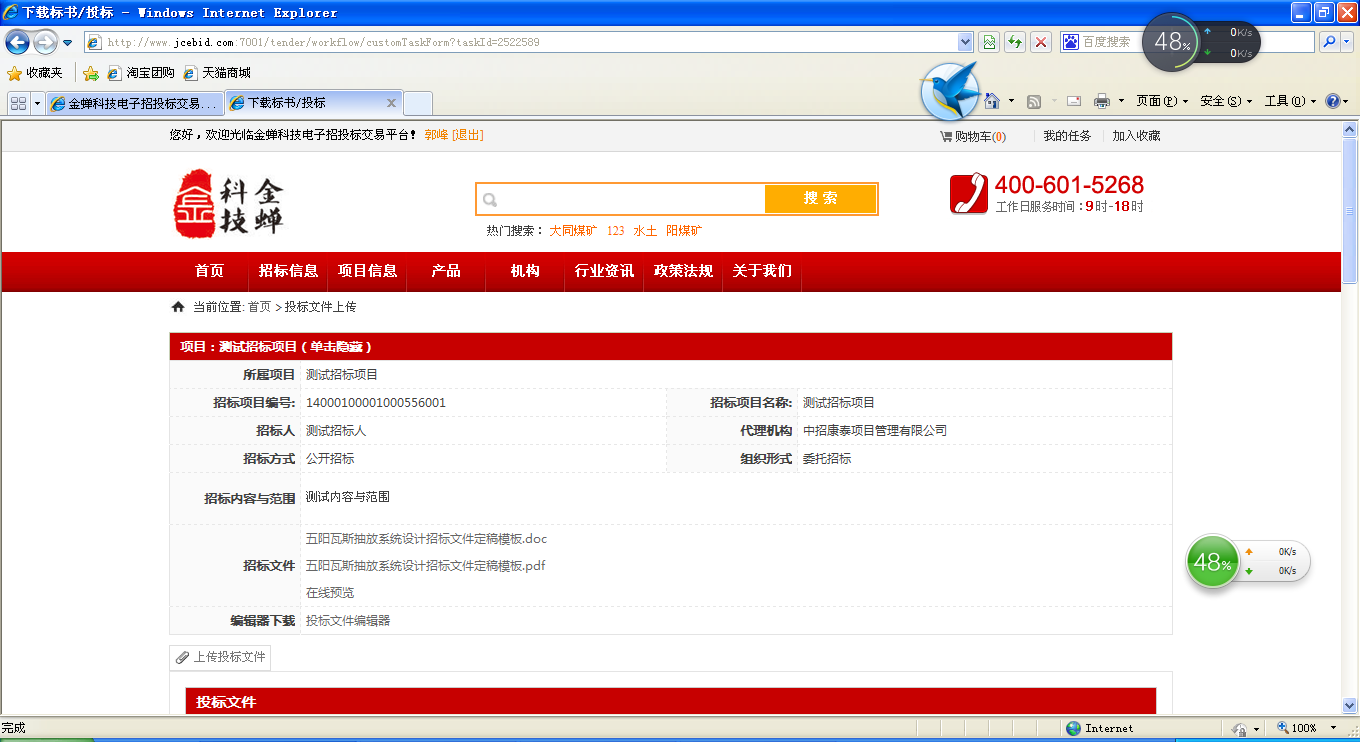 下载标书/投标 - Windows Internet Explorer
http://www.jcebid.com:7001/tender/workflow/customTaskForm?taskId=2522589
百度搜索
48% 0K/s
0K/s
收藏夹 淘宝团购 天猫商城
金蝉科技电子招投标交易... 下载标书/投标
页面(P) 安全(S) 工具(O)
您好，欢迎光临金蝉科技电子招投标交易平台！ 郭峰 [退出]
购物车(0) 我的任务 加入收藏
金蝉科技
搜 索
热门搜索： 大同煤矿 123 水土 阳煤矿
400-601-5268
工作日服务时间：9时-18时
首页 招标信息 项目信息 产品 机构 行业资讯 政策法规 关于我们
当前位置: 首页 > 投标文件上传
项目：测试招标项目 ( 单击隐藏 )
所属项目 测试招标项目
招标项目编号: 14000100001000556001 招标项目名称: 测试招标项目
招标人 测试招标人 代理机构 中招康泰项目管理有限公司
招标方式 公开招标 组织形式 委托招标
招标内容与范围 测试内容与范围
招标文件
五阳瓦斯抽放系统设计招标文件定稿模板.doc
五阳瓦斯抽放系统设计招标文件定稿模板.pdf
在线预览
编辑器下载 投标文件编辑器
48% 0K/s
0K/s
上传投标文件
投标文件
完成 Internet 100%